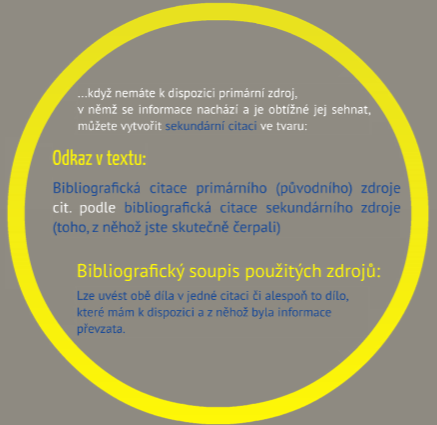 ...když nemáte k dispozici primární zdroj,
v němž se informace nachází a je obtížné jej sehnat,
můžete vytvořit sekundární citaci ve tvaru:
Odkaz v textu:
Bibliografická citace primárního (původního) zdroje
cit. podle bibliografická citace sekundárního zdroje
(toho, z něhož jste skutečně čerpali)
Bibliografický soupis použitých zdrojů:
Lze uvést obě díla v jedné citaci či alespoň to dílo,
které mám k dispozici a z něhož byla informace
převzata.